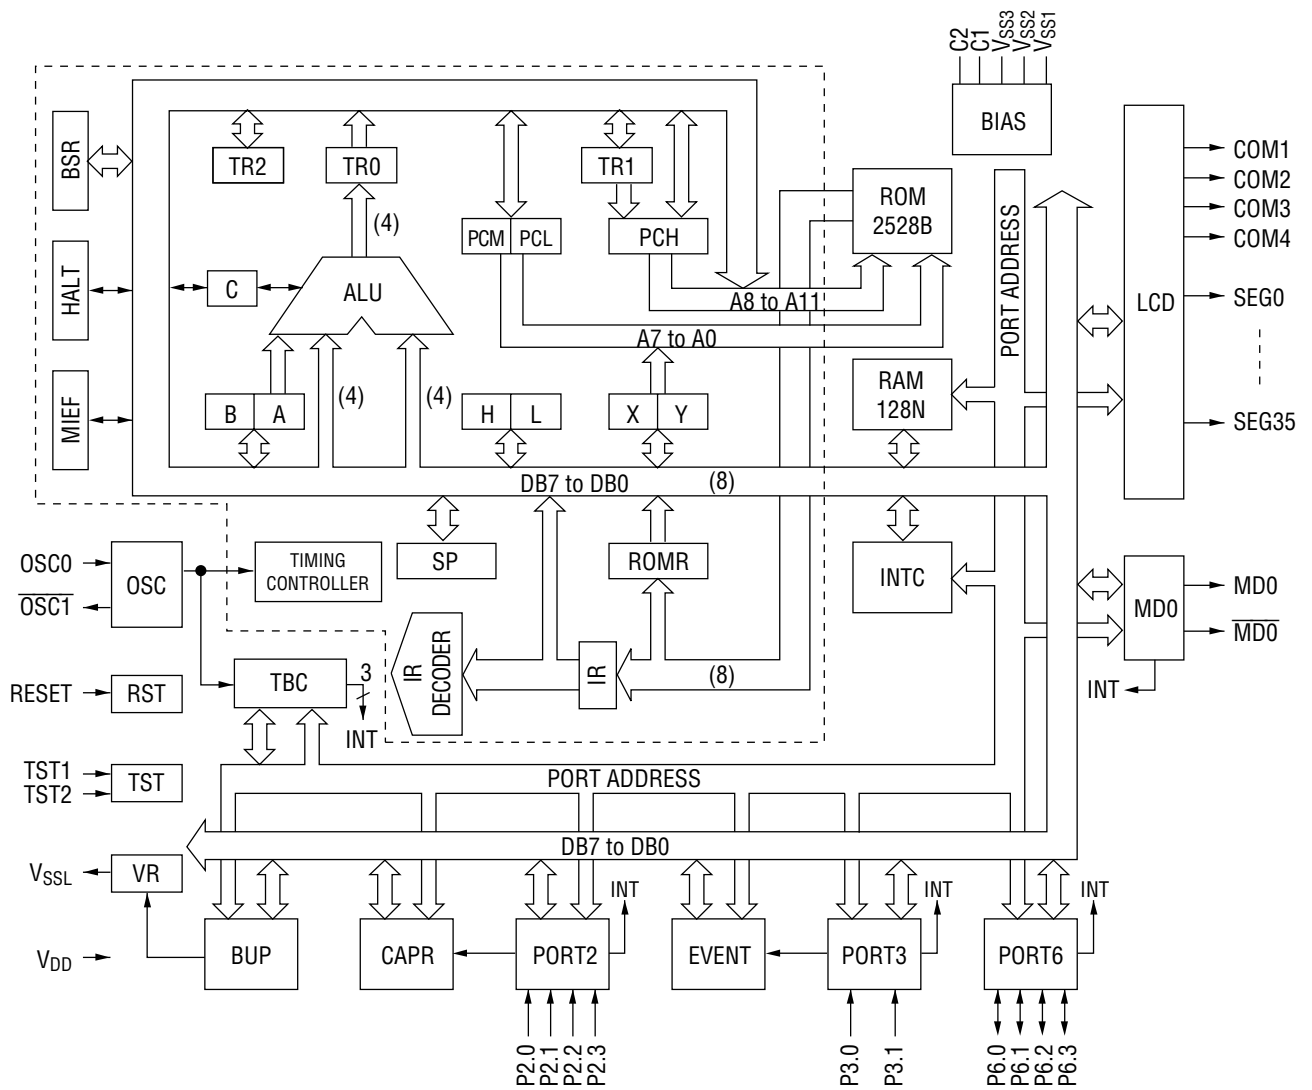 C2
C1
VSS3
VSS2
VSS1
BIAS
BSR
TR2
TR0
TR1
ROM
2528B
COM1
COM2
COM3
COM4
(4)
PCM
PCL
PCH
PORT ADDRESS
HALT
C
ALU
A8 to A11
LCD
SEG0
A7 to A0
MIEF
B
A
(4)
(4)
H
L
X
Y
RAM
128N
SEG35
DB7 to DB0
(8)
OSC0
OSC1
OSC
TIMING
CONTROLLER
SP
ROMR
INTC
MD0
MD0
MD0
INT
RESET
RST
TBC
3
INT
IR
DECODER
IR
(8)
TST1
TST2
TST
PORT ADDRESS
DB7 to DB0
VSSL
VR
VDD
BUP
CAPR
PORT2
INT
EVENT
PORT3
INT
PORT6
INT
P2.0
P2.1
P2.2
P2.3
P3.0
P3.1
P6.0
P6.1
P6.2
P6.3